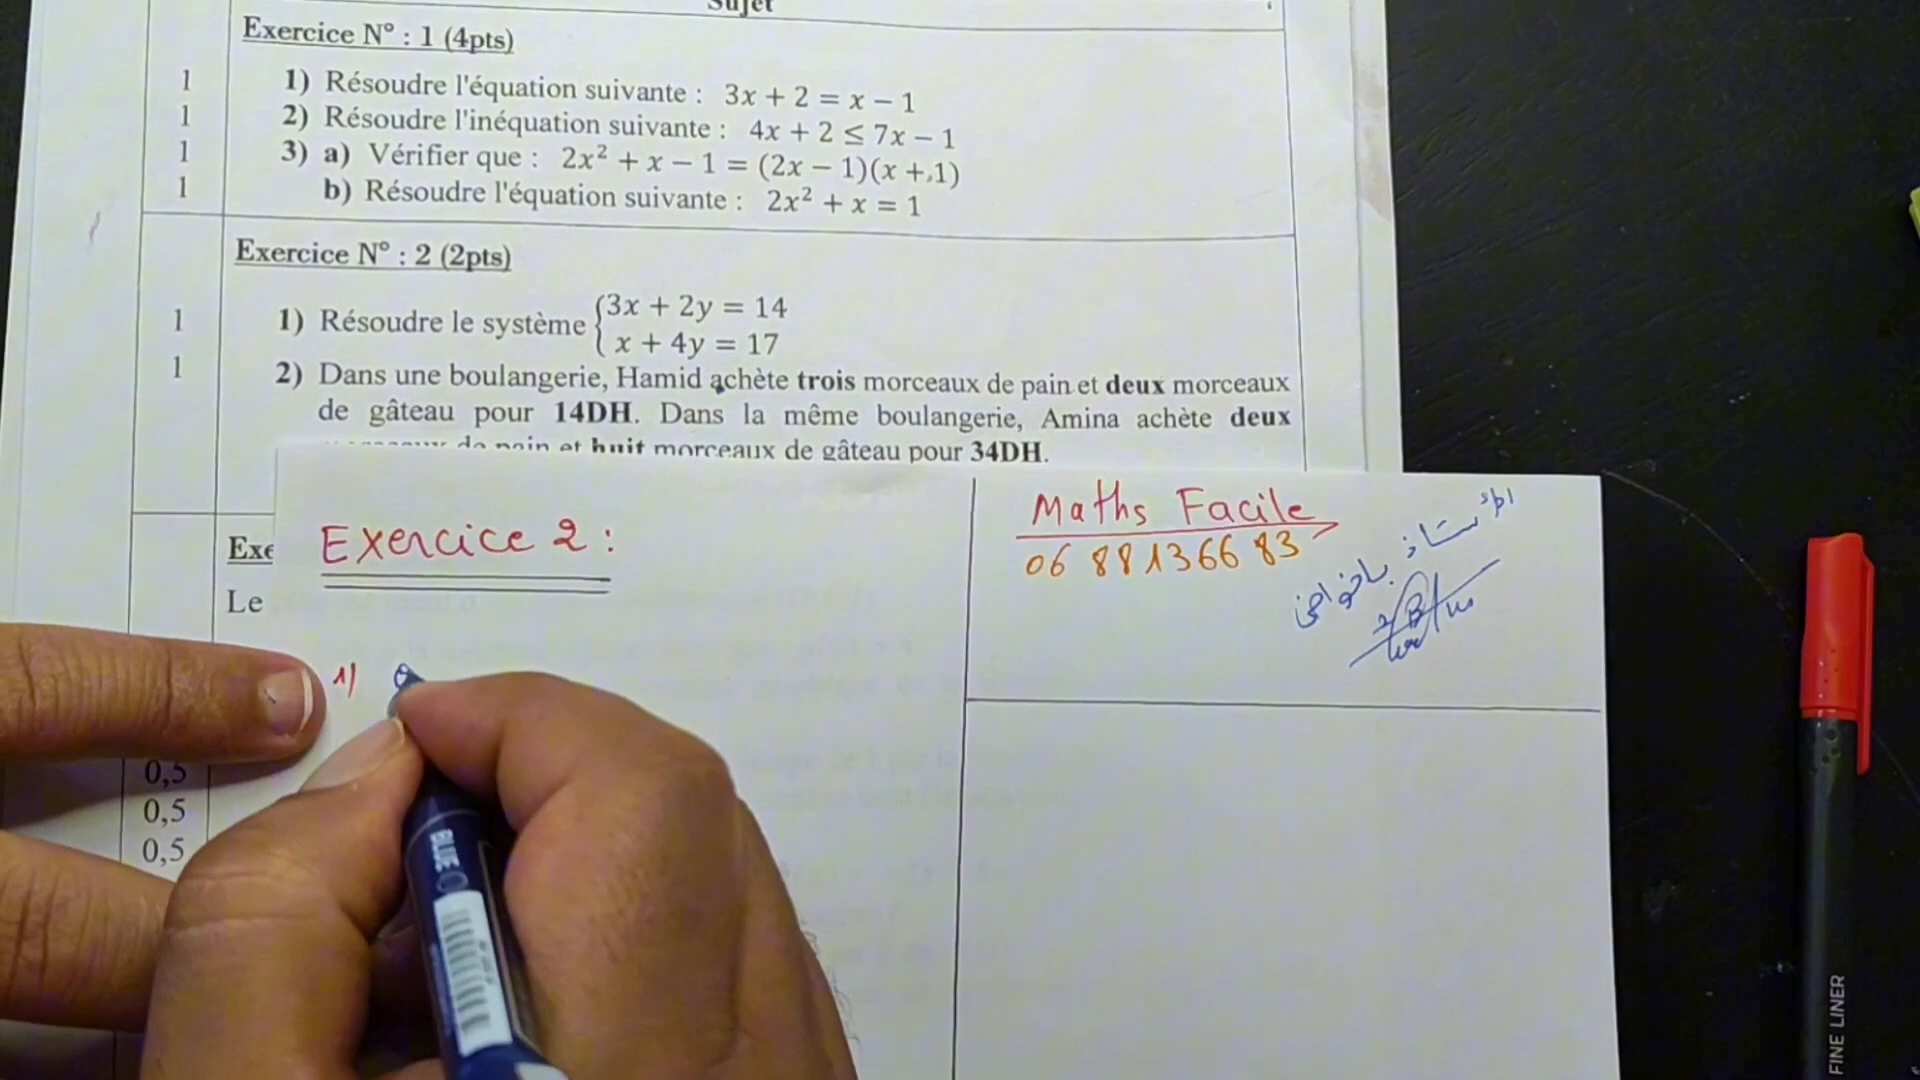 Sujet
Exercice N° : 1 (4pts)
1 1) Résoudre l'équation suivante : 3x + 2 = x − 1
1 2) Résoudre l'inéquation suivante : 4x + 2 ≤ 7x − 1
1 3) a) Vérifier que : 2x² + x − 1 = (2x − 1)(x + 1)
1 b) Résoudre l'équation suivante : 2x² + x = 1
Exercice N° : 2 (2pts)
1 1) Résoudre le système {3x + 2y = 14
x + 4y = 17
1 2) Dans une boulangerie, Hamid achète trois morceaux de pain et deux morceaux
de gâteau pour 14DH. Dans la même boulangerie, Amina achète deux
morceaux de pain et huit morceaux de gâteau pour 34DH.
Exercice 2 :
Maths Facile
06 88 13 66 83
Exe
Le
1)
0,5
0,5
0,5
BLUE
FINE LINER